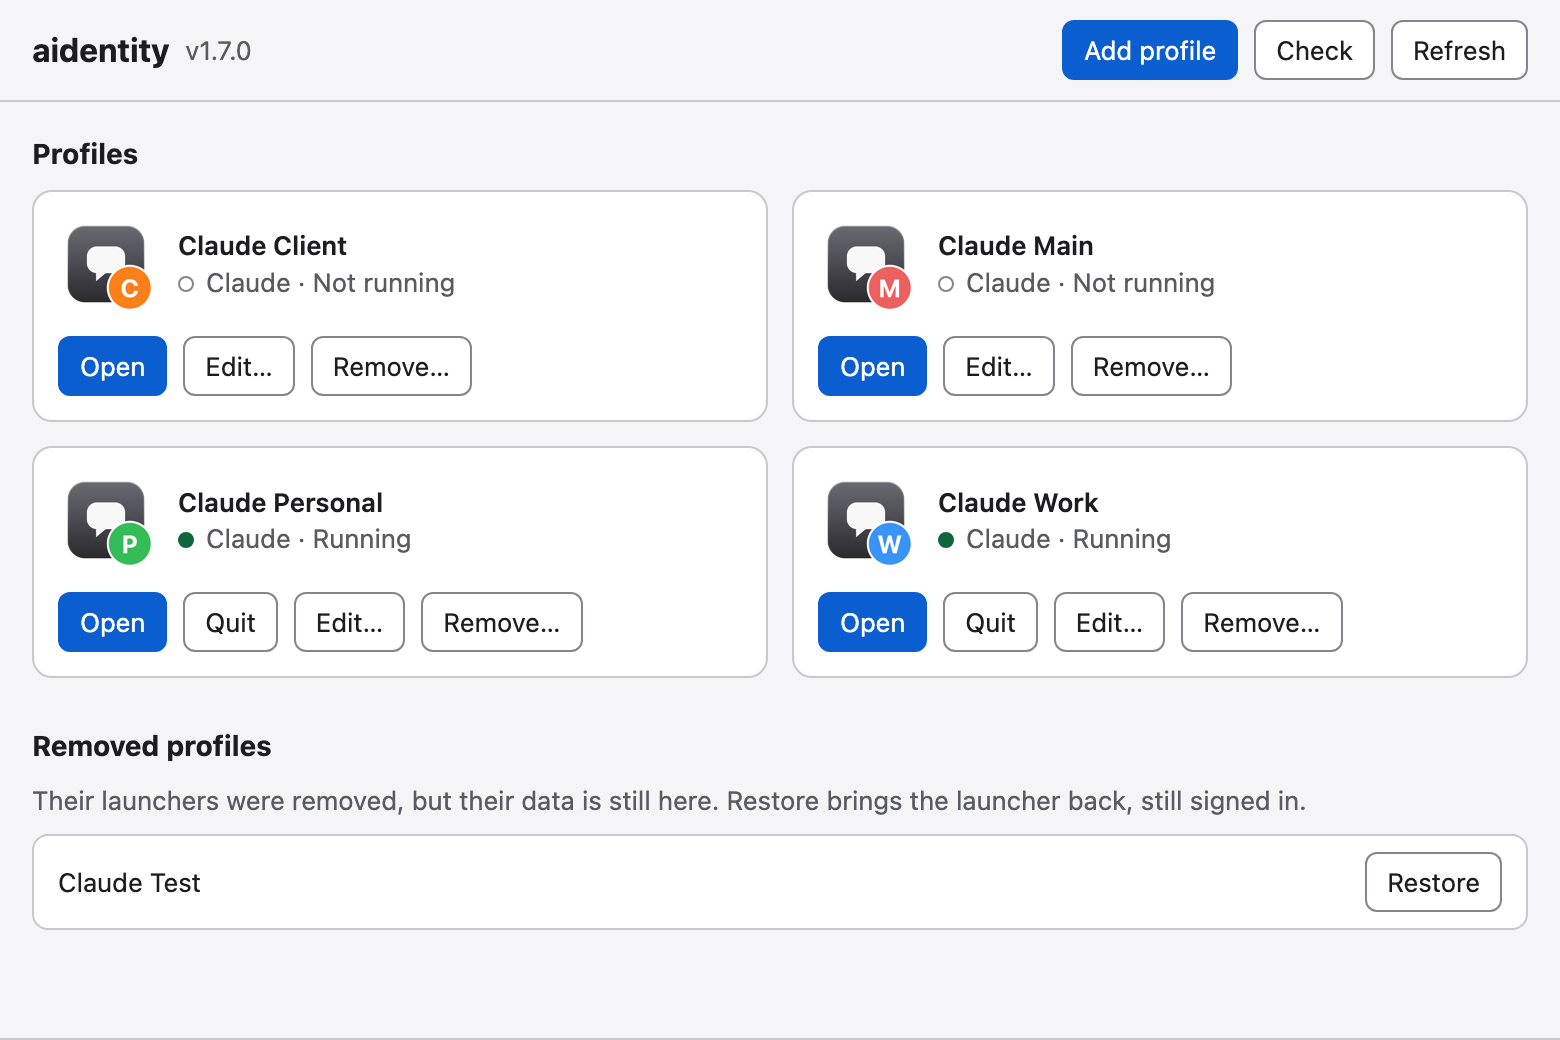 aidentity v1.7.0
Add profile
Check
Refresh
Profiles
Claude Client
Claude · Not running
C
Open
Edit...
Remove...
Claude Main
Claude · Not running
M
Open
Edit...
Remove...
Claude Personal
Claude · Running
P
Open
Quit
Edit...
Remove...
Claude Work
Claude · Running
W
Open
Quit
Edit...
Remove...
Removed profiles
Their launchers were removed, but their data is still here. Restore brings the launcher back, still signed in.
Claude Test
Restore